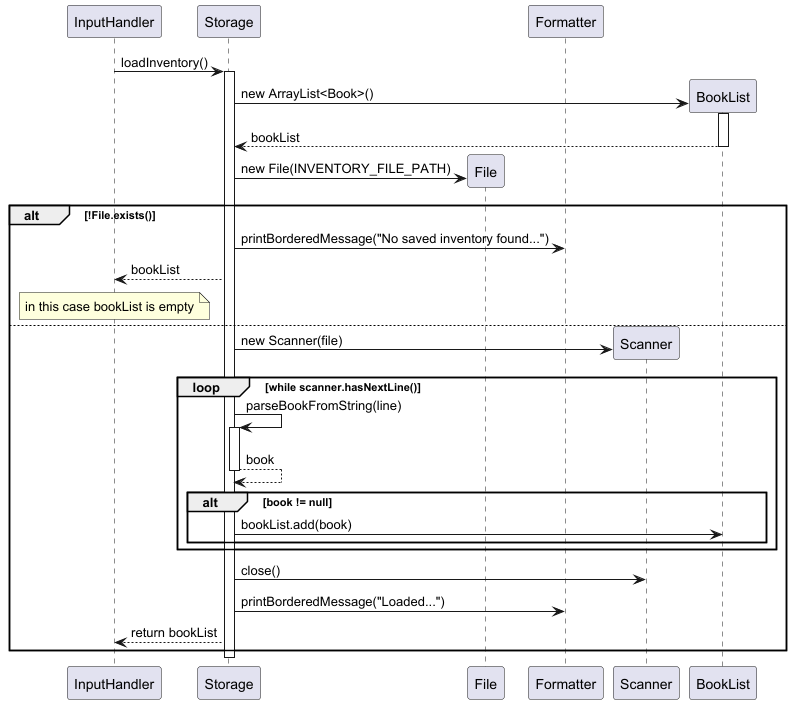 InputHandler
Storage
Formatter
loadInventory()
new ArrayList<Book>()
BookList
bookList
new File(INVENTORY_FILE_PATH)
File
alt
[!File.exists()]
printBorderedMessage("No saved inventory found...")
bookList
in this case bookList is empty
new Scanner(file)
Scanner
loop
[while scanner.hasNextLine()]
parseBookFromString(line)
book
alt
[book != null]
bookList.add(book)
close()
printBorderedMessage("Loaded...")
return bookList
InputHandler
Storage
File
Formatter
Scanner
BookList